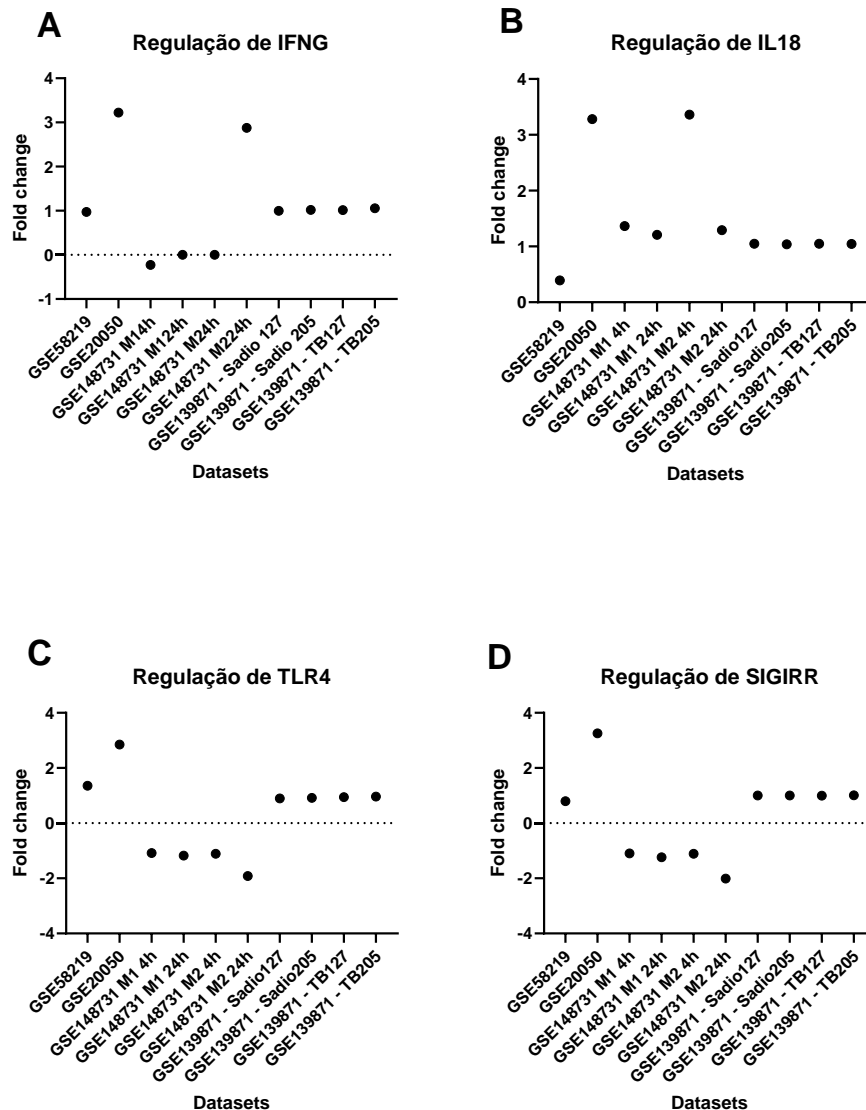 A
Regulação de IFNG
Fold change
4
3
2
1
0
-1
GSE58219
GSE20050
GSE148731 M14h
GSE148731 M124h
GSE148731 M24h
GSE148731 M224h
GSE139871 - Sadio 127
GSE139871 - Sadio 205
GSE139871 - TB127
GSE139871 - TB205
Datasets
B
Regulação de IL18
Fold change
4
3
2
1
0
GSE58219
GSE20050
GSE148731 M1 4h
GSE148731 M1 24h
GSE148731 M2 4h
GSE148731 M2 24h
GSE139871 - Sadio127
GSE139871 - Sadio205
GSE139871 - TB127
GSE139871 - TB205
Datasets
C
Regulação de TLR4
Fold change
4
2
0
-2
-4
GSE58219
GSE20050
GSE148731 M1 4h
GSE148731 M1 24h
GSE148731 M2 4h
GSE148731 M2 24h
GSE139871 - Sadio127
GSE139871 - Sadio205
GSE139871 - TB127
GSE139871 - TB205
Datasets
D
Regulação de SIGIRR
Fold change
4
2
0
-2
-4
GSE58219
GSE20050
GSE148731 M1 4h
GSE148731 M1 24h
GSE148731 M2 4h
GSE148731 M2 24h
GSE139871 - Sadio127
GSE139871 - Sadio205
GSE139871 - TB127
GSE139871 - TB205
Datasets